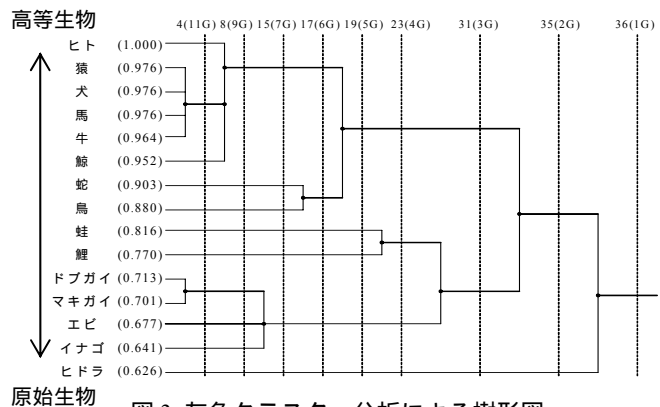 高等生物
4(11G) 8(9G) 15(7G) 17(6G) 19(5G) 23(4G) 31(3G) 35(2G) 36(1G)
ヒト (1.000)
猿 (0.976)
犬 (0.976)
馬 (0.976)
牛 (0.964)
鯨 (0.952)
蛇 (0.903)
鳥 (0.880)
蛙 (0.816)
鯉 (0.770)
ドブガイ (0.713)
マキガイ (0.701)
エビ (0.677)
イナゴ (0.641)
ヒドラ (0.626)
原始生物